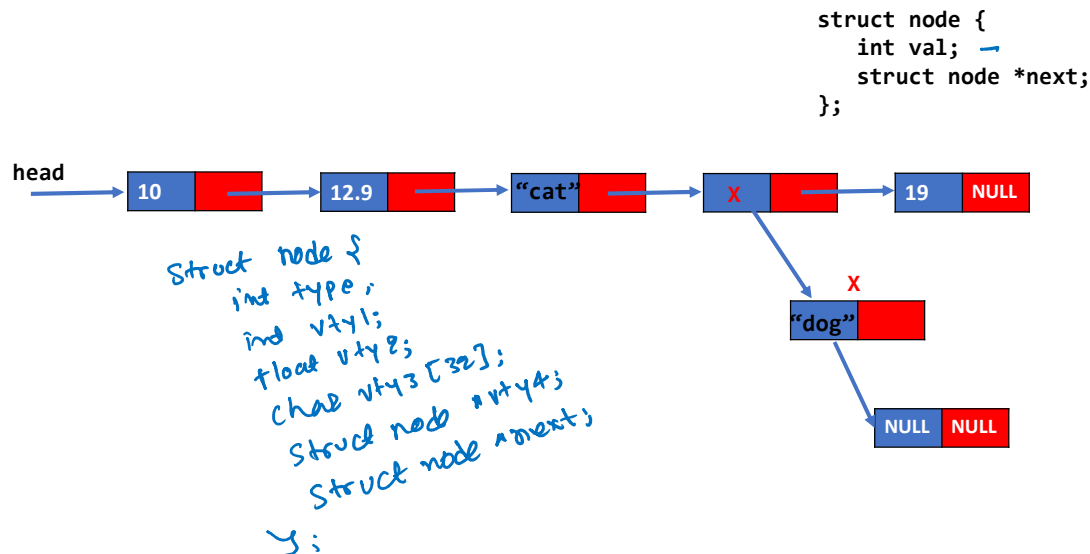 struct node {
int val;
struct node *next;
};
head
10
12.9
"cat"
X
19
NULL
X
"dog"
NULL
NULL
struct node {
int type;
int vty1;
float vty2;
char vty3[32];
struct node *vty4;
struct node *next;
};